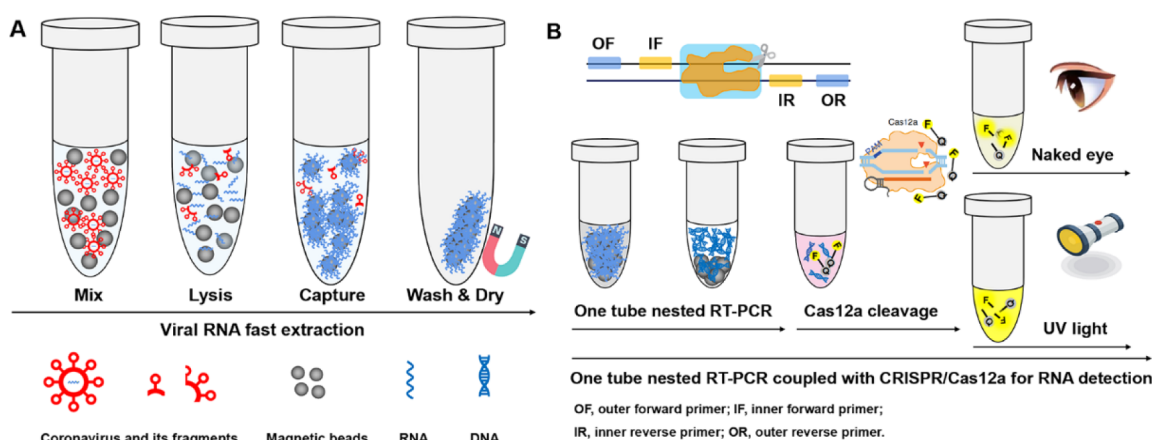 A
N
S
Mix
Lysis
Capture
Wash & Dry
Viral RNA fast extraction
Coronavirus and its fragments
Magnetic beads
RNA
DNA
B
OF
IF
IR
OR
Cas12a
PAM
F
Q
F
Q
F
Q
F
F
Q
Q
F
F
Q
Naked eye
F
F
Q
Q
UV light
One tube nested RT-PCR
Cas12a cleavage
One tube nested RT-PCR coupled with CRISPR/Cas12a for RNA detection
OF, outer forward primer; IF, inner forward primer;
IR, inner reverse primer; OR, outer reverse primer.